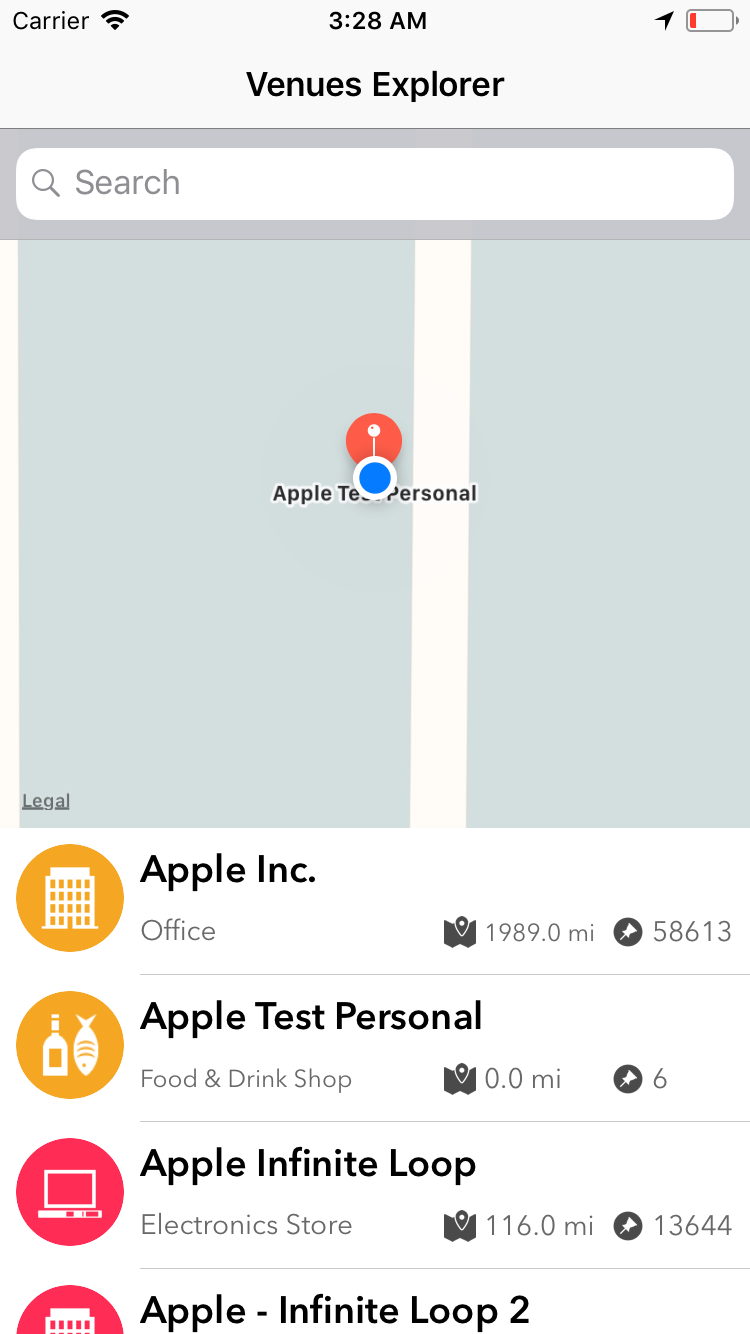 Carrier 3:28 AM
Venues Explorer
Search
Apple Te Personal
Legal
Apple Inc.
Office 1989.0 mi 58613
Apple Test Personal
Food & Drink Shop 0.0 mi 6
Apple Infinite Loop
Electronics Store 116.0 mi 13644
Apple - Infinite Loop 2